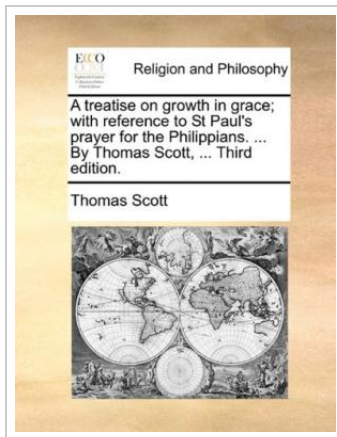 ECCO
Religion and Philosophy
A treatise on growth in grace;
with reference to St Paul's
prayer for the Philippians. ...
By Thomas Scott, ... Third
edition.
Thomas Scott